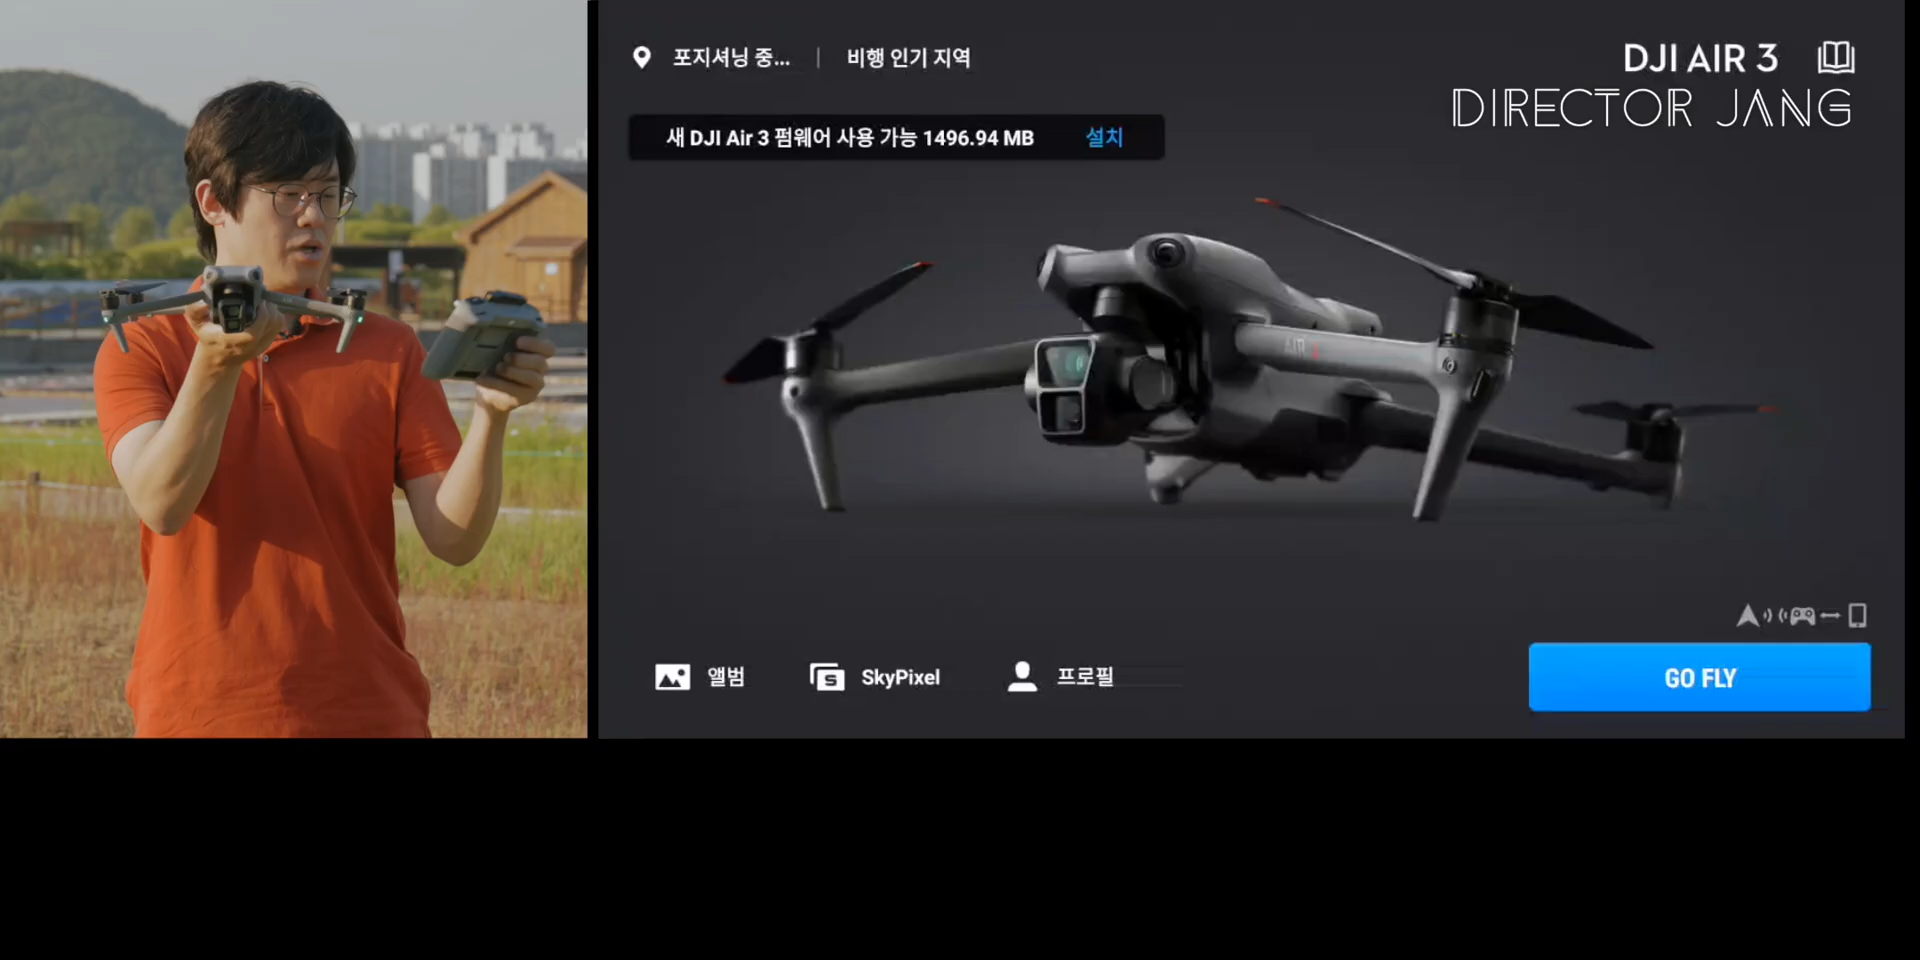 포지셔닝 중... | 비행 인기 지역
DJI AIR 3
DIRECTOR JANG
새 DJI Air 3 펌웨어 사용 가능 1496.94 MB 설치
AIR 3
앨범
SkyPixel
프로필
GO FLY